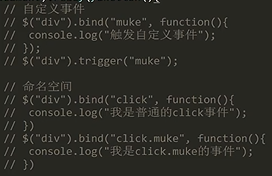 // 自定义事件
// $("div").bind("muke", function(){
//  console.log("触发自定义事件");
// });
// $("div").trigger("muke");

// 命名空间
// $("div").bind("click", function(){
//  console.log("我是普通的click事件");
// })
// $("div").bind("click.muke", function(){
//  console.log("我是click.muke的事件");
// })